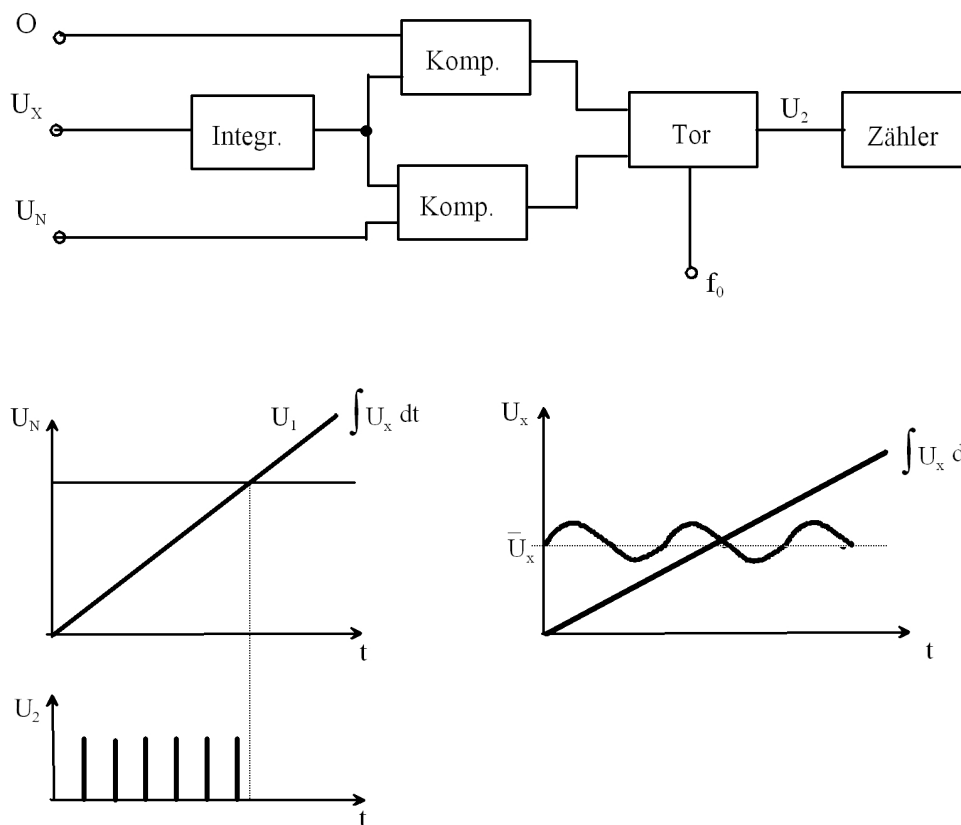 O
Komp.
U_X
Integr.
Tor
U_2
Zähler
Komp.
U_N
f_0
U_N
U_1
∫ U_x dt
t
U_2
t
U_x
∫ U_x d
Ū_x
t